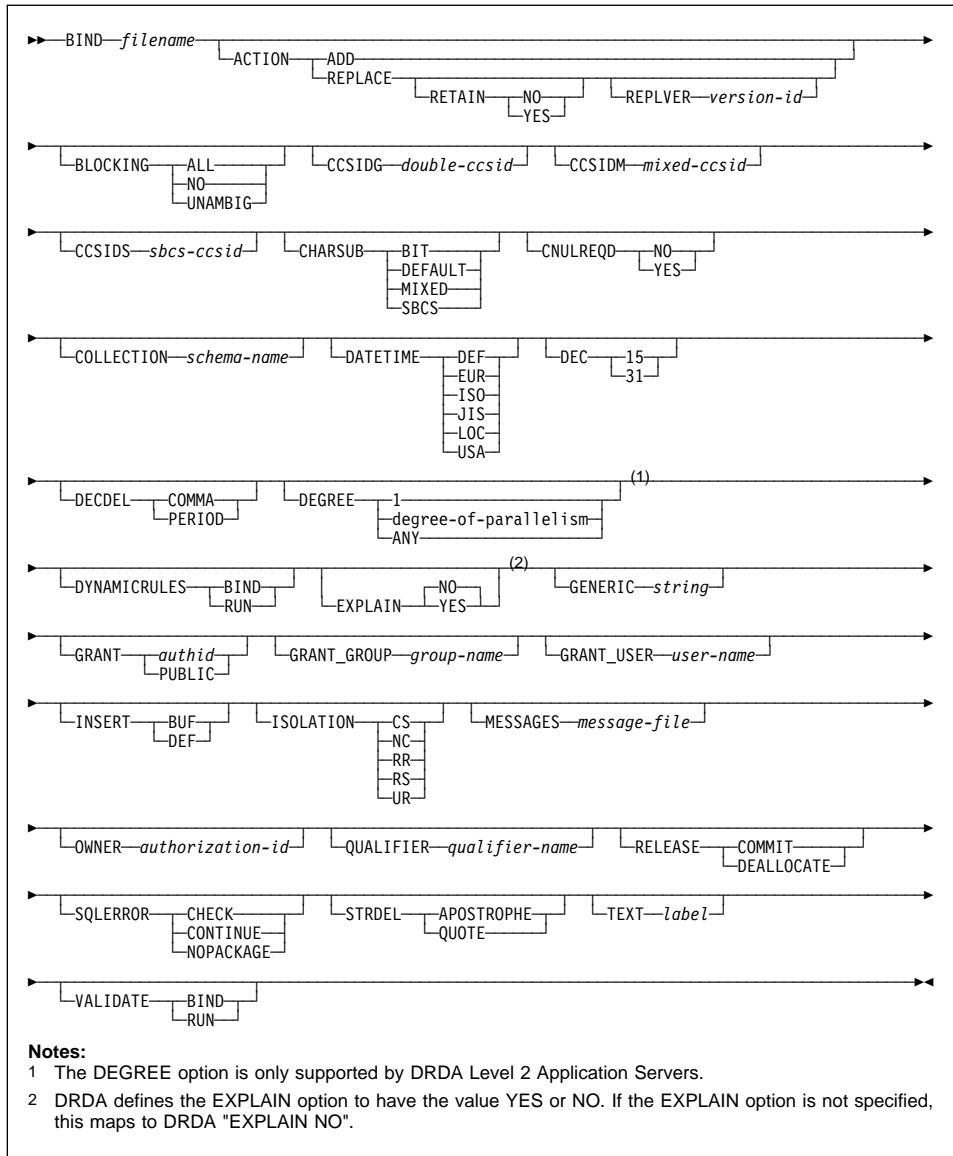 BIND filename
ACTION ADD
REPLACE
RETAIN NO REPLVER version-id
YES
BLOCKING ALL CCSIDG double-ccsid CCSIDM mixed-ccsid
NO
UNAMBIG
CCSIDS sbcs-ccsid CHARSUB BIT CNULREQD NO
DEFAULT YES
MIXED
SBCS
COLLECTION schema-name DATETIME DEF DEC 15
EUR 31
ISO
JIS
LOC
USA
(1)
DECDEL COMMA DEGREE 1
PERIOD degree-of-parallelism
ANY
(2)
DYNAMICRULES BIND NO GENERIC string
RUN EXPLAIN YES
GRANT authid GRANT_GROUP group-name GRANT_USER user-name
PUBLIC
INSERT BUF ISOLATION CS MESSAGES message-file
DEF NC
RR
RS
UR
OWNER authorization-id QUALIFIER qualifier-name RELEASE COMMIT
DEALLOCATE
SQLERROR CHECK STRDEL APOSTROPHE TEXT label
CONTINUE QUOTE
NOPACKAGE
VALIDATE BIND
RUN
Notes:
1 The DEGREE option is only supported by DRDA Level 2 Application Servers.
2 DRDA defines the EXPLAIN option to have the value YES or NO. If the EXPLAIN option is not specified,
this maps to DRDA "EXPLAIN NO".